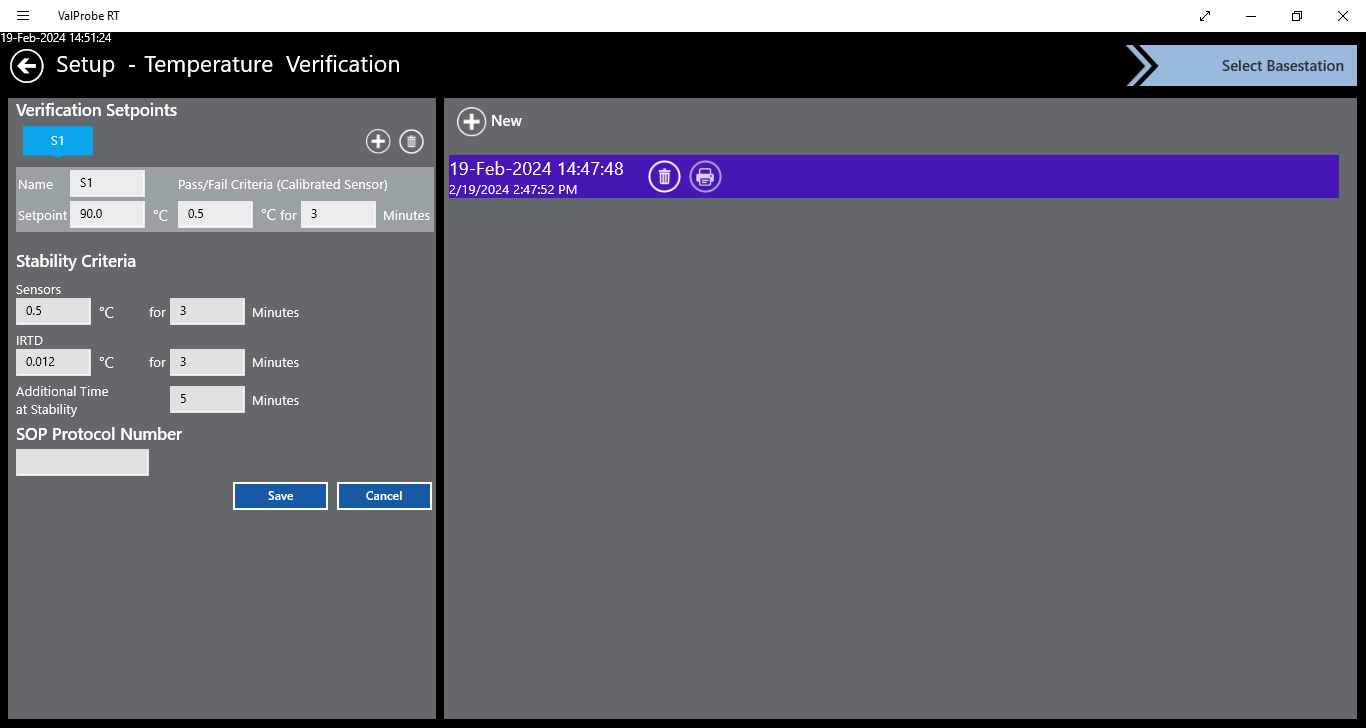 ValProbe RT
19-Feb-2024 14:51:24
Setup - Temperature Verification
Select Basestation
Verification Setpoints
S1
Name S1 Pass/Fail Criteria (Calibrated Sensor)
Setpoint 90.0 °C 0.5 °C for 3 Minutes
Stability Criteria
Sensors
0.5 °C for 3 Minutes
IRTD
0.012 °C for 3 Minutes
Additional Time
at Stability 5 Minutes
SOP Protocol Number
Save Cancel
New
19-Feb-2024 14:47:48
2/19/2024 2:47:52 PM